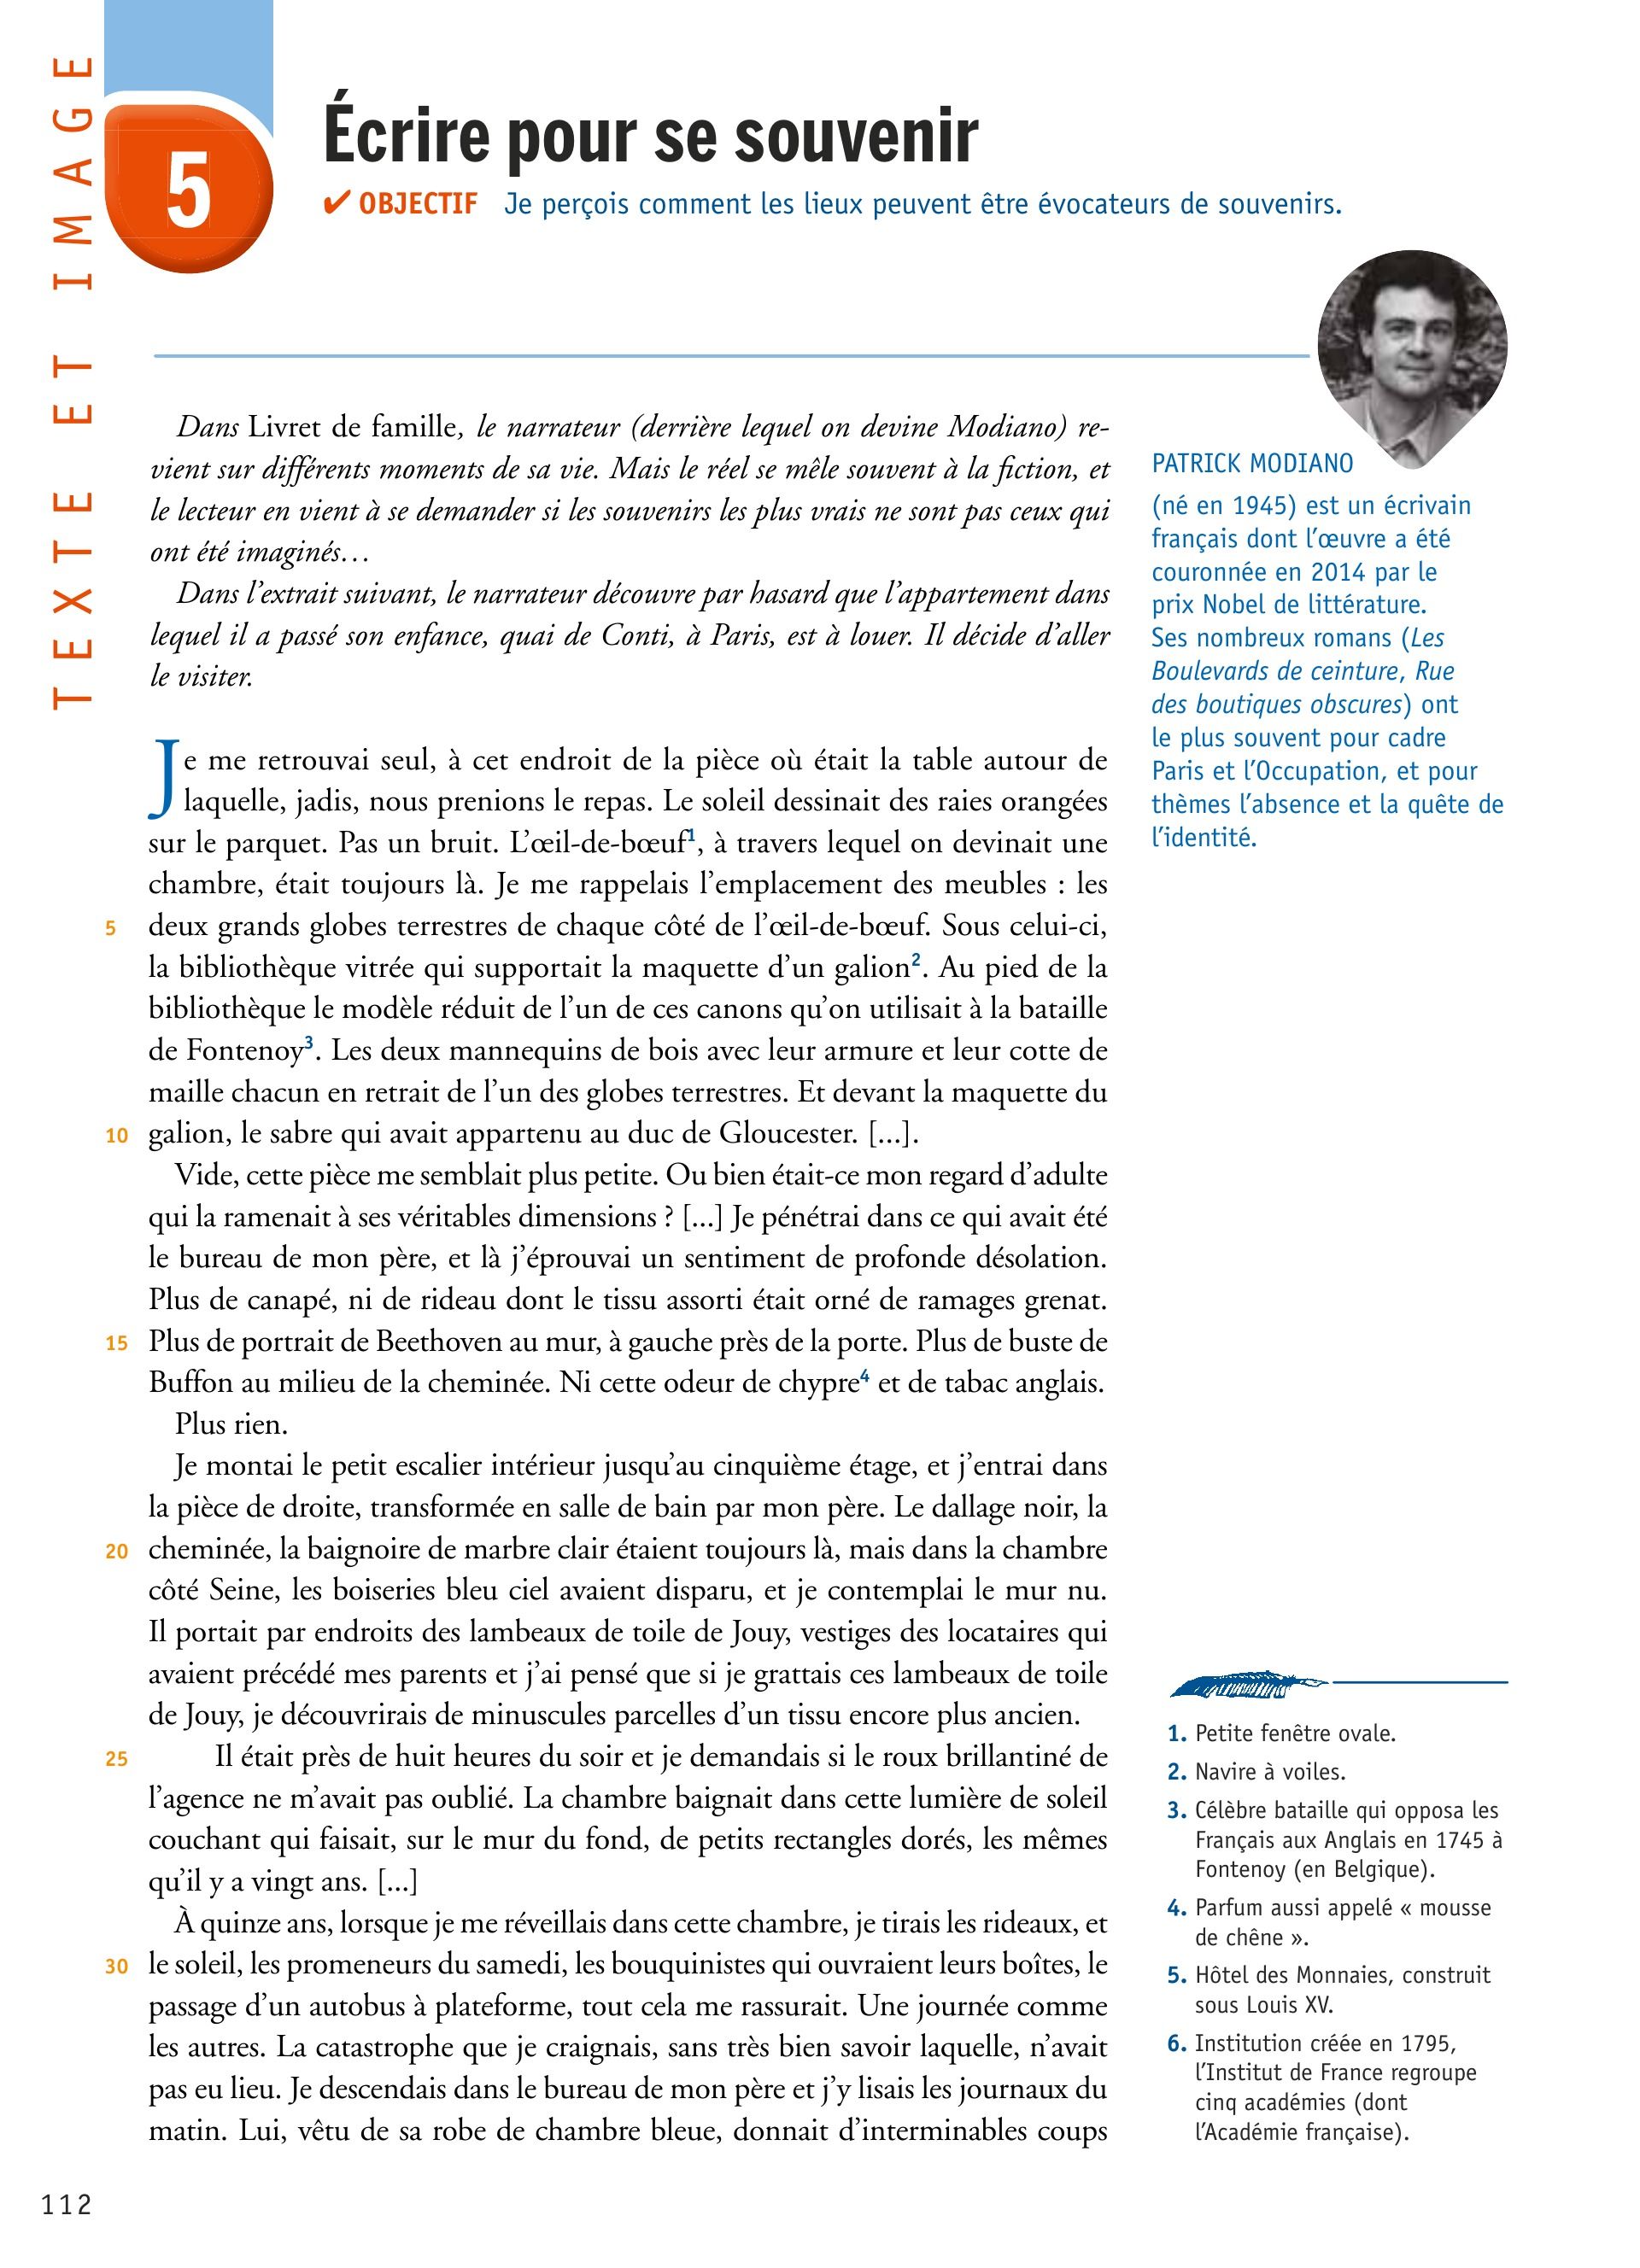 TEXTE ET IMAGE
5
Écrire pour se souvenir
✔ OBJECTIF Je perçois comment les lieux peuvent être évocateurs de souvenirs.
Dans Livret de famille, le narrateur (derrière lequel on devine Modiano) re-
vient sur différents moments de sa vie. Mais le réel se mêle souvent à la fiction, et
le lecteur en vient à se demander si les souvenirs les plus vrais ne sont pas ceux qui
ont été imaginés…
Dans l'extrait suivant, le narrateur découvre par hasard que l'appartement dans
lequel il a passé son enfance, quai de Conti, à Paris, est à louer. Il décide d'aller
le visiter.
PATRICK MODIANO
(né en 1945) est un écrivain
français dont l'œuvre a été
couronnée en 2014 par le
prix Nobel de littérature.
Ses nombreux romans (Les
Boulevards de ceinture, Rue
des boutiques obscures) ont
le plus souvent pour cadre
Paris et l'Occupation, et pour
thèmes l'absence et la quête de
l'identité.
Je me retrouvai seul, à cet endroit de la pièce où était la table autour de
laquelle, jadis, nous prenions le repas. Le soleil dessinait des raies orangées
sur le parquet. Pas un bruit. L'œil-de-bœuf1, à travers lequel on devinait une
chambre, était toujours là. Je me rappelais l'emplacement des meubles : les
5 deux grands globes terrestres de chaque côté de l'œil-de-bœuf. Sous celui-ci,
la bibliothèque vitrée qui supportait la maquette d'un galion2. Au pied de la
bibliothèque le modèle réduit de l'un de ces canons qu'on utilisait à la bataille
de Fontenoy3. Les deux mannequins de bois avec leur armure et leur cotte de
maille chacun en retrait de l'un des globes terrestres. Et devant la maquette du
10 galion, le sabre qui avait appartenu au duc de Gloucester. [...].
Vide, cette pièce me semblait plus petite. Ou bien était-ce mon regard d'adulte
qui la ramenait à ses véritables dimensions ? [...] Je pénétrai dans ce qui avait été
le bureau de mon père, et là j'éprouvai un sentiment de profonde désolation.
Plus de canapé, ni de rideau dont le tissu assorti était orné de ramages grenat.
15 Plus de portrait de Beethoven au mur, à gauche près de la porte. Plus de buste de
Buffon au milieu de la cheminée. Ni cette odeur de chypre4 et de tabac anglais.
Plus rien.
Je montai le petit escalier intérieur jusqu'au cinquième étage, et j'entrai dans
la pièce de droite, transformée en salle de bain par mon père. Le dallage noir, la
20 cheminée, la baignoire de marbre clair étaient toujours là, mais dans la chambre
côté Seine, les boiseries bleu ciel avaient disparu, et je contemplai le mur nu.
Il portait par endroits des lambeaux de toile de Jouy, vestiges des locataires qui
avaient précédé mes parents et j'ai pensé que si je grattais ces lambeaux de toile
de Jouy, je découvrirais de minuscules parcelles d'un tissu encore plus ancien.
25 Il était près de huit heures du soir et je demandais si le roux brillantiné de
l'agence ne m'avait pas oublié. La chambre baignait dans cette lumière de soleil
couchant qui faisait, sur le mur du fond, de petits rectangles dorés, les mêmes
qu'il y a vingt ans. [...]
À quinze ans, lorsque je me réveillais dans cette chambre, je tirais les rideaux, et
30 le soleil, les promeneurs du samedi, les bouquinistes qui ouvraient leurs boîtes, le
passage d'un autobus à plateforme, tout cela me rassurait. Une journée comme
les autres. La catastrophe que je craignais, sans très bien savoir laquelle, n'avait
pas eu lieu. Je descendais dans le bureau de mon père et j'y lisais les journaux du
matin. Lui, vêtu de sa robe de chambre bleue, donnait d'interminables coups
1. Petite fenêtre ovale.
2. Navire à voiles.
3. Célèbre bataille qui opposa les
Français aux Anglais en 1745 à
Fontenoy (en Belgique).
4. Parfum aussi appelé « mousse
de chêne ».
5. Hôtel des Monnaies, construit
sous Louis XV.
6. Institution créée en 1795,
l'Institut de France regroupe
cinq académies (dont
l'Académie française).
112